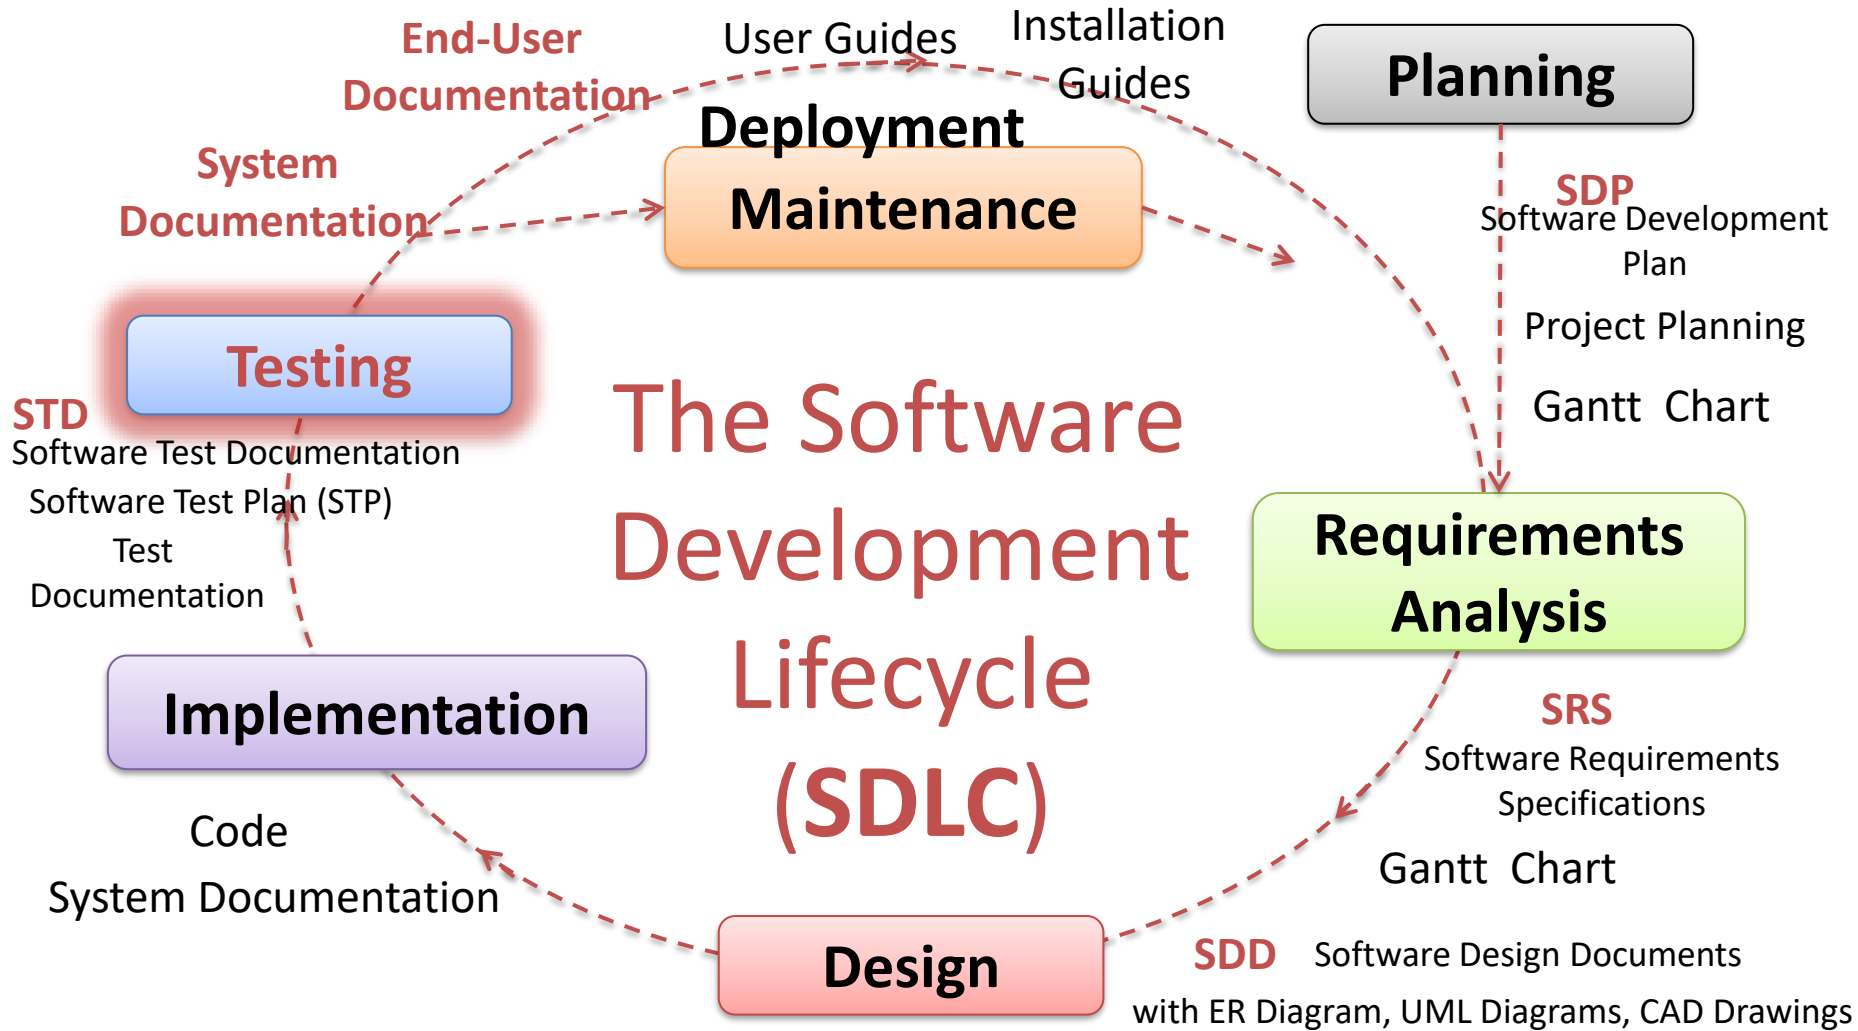 End-User
Documentation
User Guides
Installation
Guides
Planning
Deployment
Maintenance
System
Documentation
SDP
Software Development
Plan
Project Planning
Gantt Chart
Testing
STD
Software Test Documentation
Software Test Plan (STP)
Test
Documentation
The Software
Development
Lifecycle
(SDLC)
Requirements
Analysis
Implementation
SRS
Software Requirements
Specifications
Gantt Chart
Code
System Documentation
Design
SDD Software Design Documents
with ER Diagram, UML Diagrams, CAD Drawings